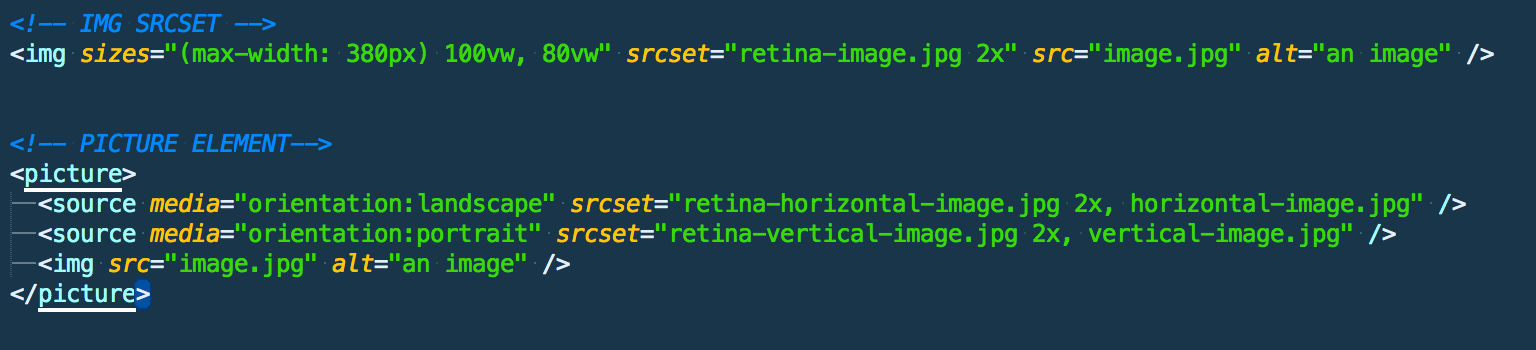 <!-- IMG SRCSET -->
<img sizes="(max-width: 380px) 100vw, 80vw" srcset="retina-image.jpg 2x" src="image.jpg" alt="an image" />
<!-- PICTURE ELEMENT-->
<picture>
<source media="orientation:landscape" srcset="retina-horizontal-image.jpg 2x, horizontal-image.jpg" />
<source media="orientation:portrait" srcset="retina-vertical-image.jpg 2x, vertical-image.jpg" />
<img src="image.jpg" alt="an image" />
</picture>